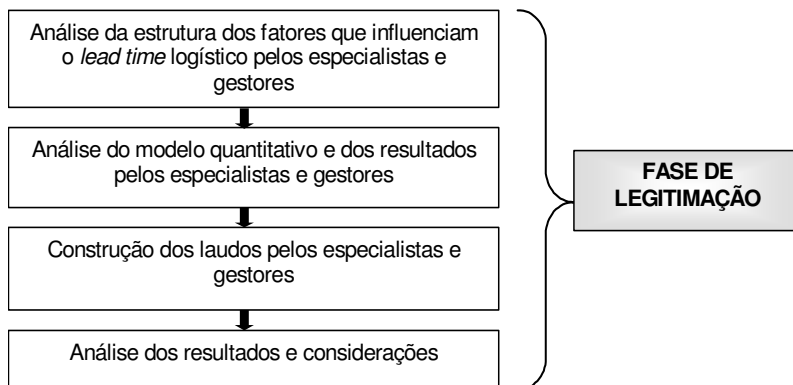 Análise da estrutura dos fatores que influenciam
o lead time logístico pelos especialistas e
gestores
Análise do modelo quantitativo e dos resultados
pelos especialistas e gestores
Construção dos laudos pelos especialistas e
gestores
Análise dos resultados e considerações
FASE DE
LEGITIMAÇÃO